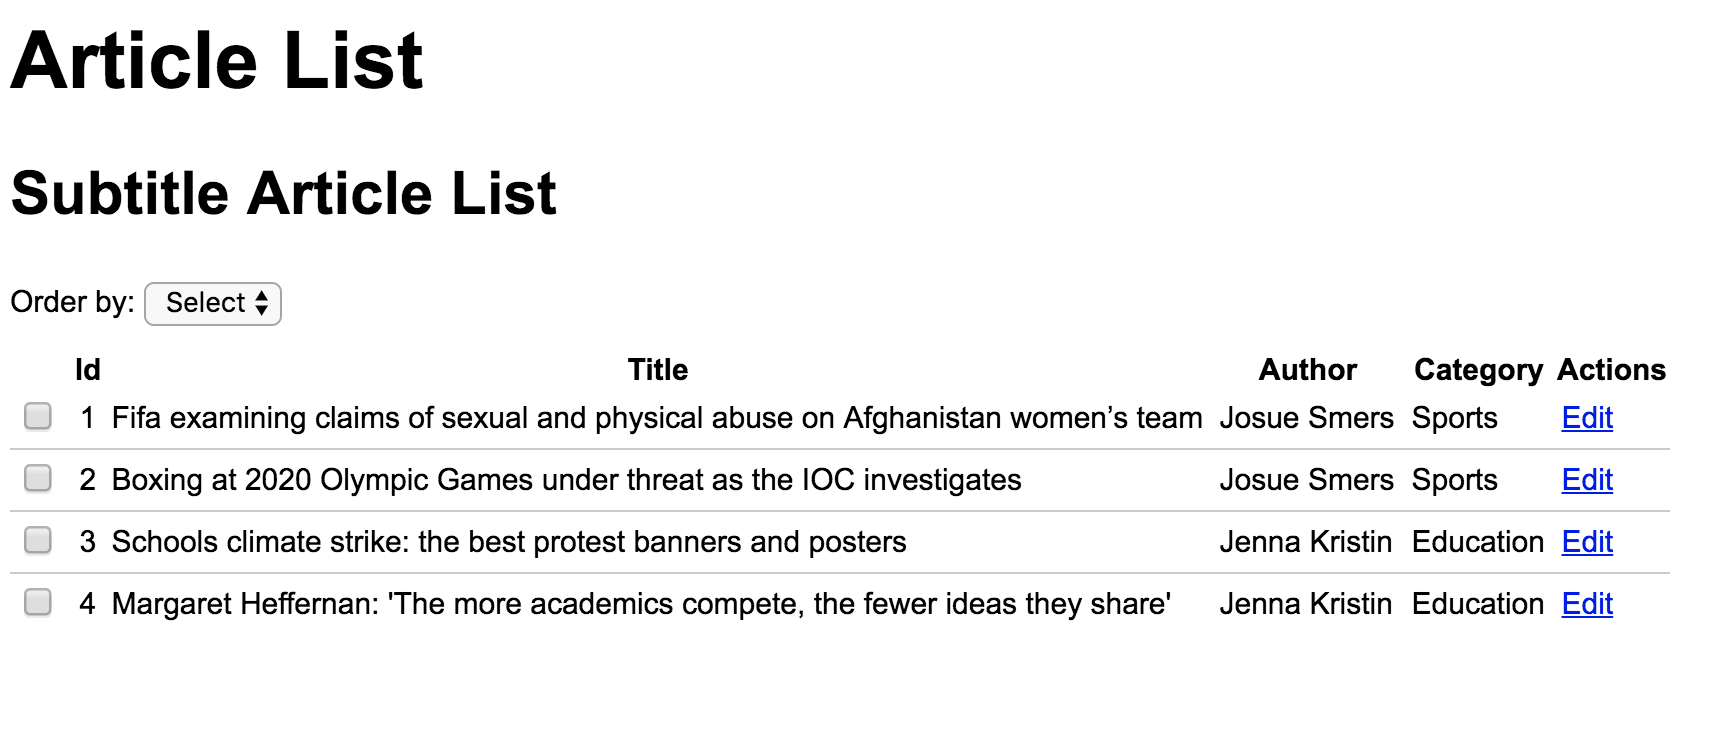 Article List
Subtitle Article List
Order by: Select
Id Title Author Category Actions
1 Fifa examining claims of sexual and physical abuse on Afghanistan women’s team Josue Smers Sports Edit
2 Boxing at 2020 Olympic Games under threat as the IOC investigates Josue Smers Sports Edit
3 Schools climate strike: the best protest banners and posters Jenna Kristin Education Edit
4 Margaret Heffernan: 'The more academics compete, the fewer ideas they share' Jenna Kristin Education Edit